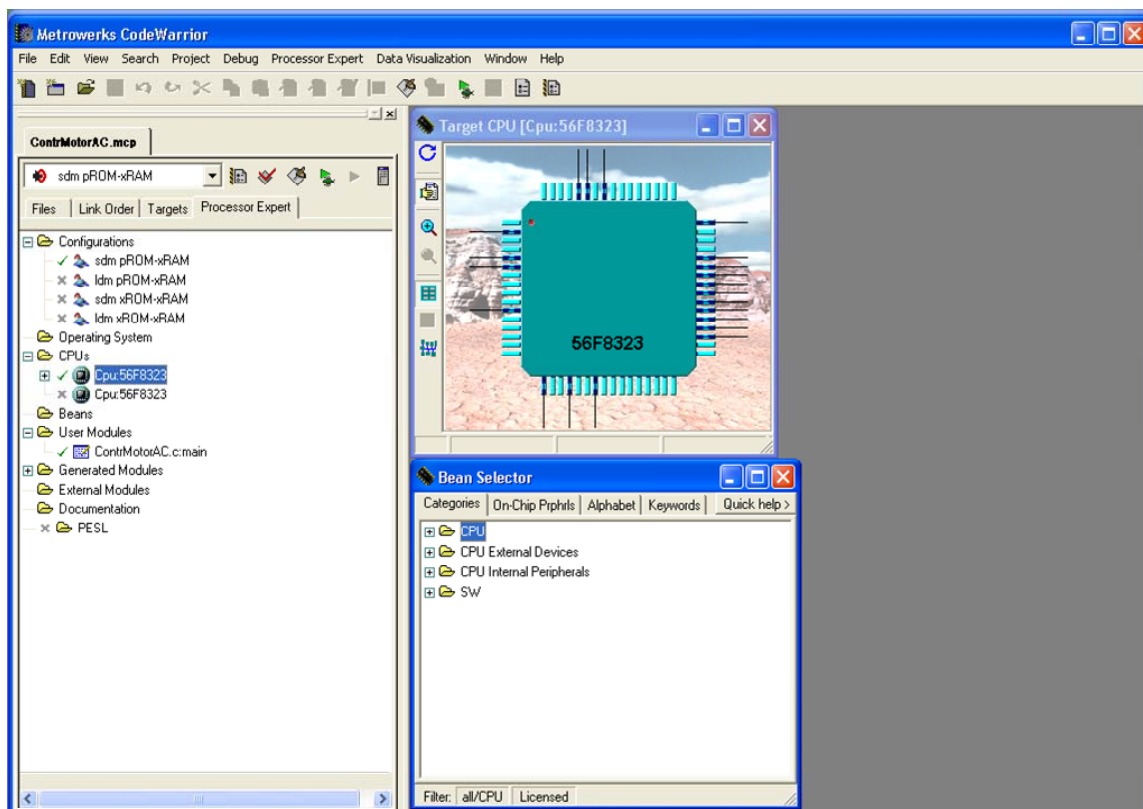 Metrowerks CodeWarrior
File Edit View Search Project Debug Processor Expert Data Visualization Window Help
ContrMotorAC.mcp
sdm pROM-xRAM
Files Link Order Targets Processor Expert
Configurations
sdm pROM-xRAM
ldm pROM-xRAM
sdm xROM-xRAM
ldm xROM-xRAM
Operating System
CPUs
Cpu:56F8323
Cpu:56F8323
Beans
User Modules
ContrMotorAC.c:main
Generated Modules
External Modules
Documentation
PESL
Target CPU [Cpu:56F8323]
56F8323
Bean Selector
Categories On-Chip Prphrls Alphabet Keywords Quick help >
CPU
CPU External Devices
CPU Internal Peripherals
SW
Filter: all/CPU Licensed